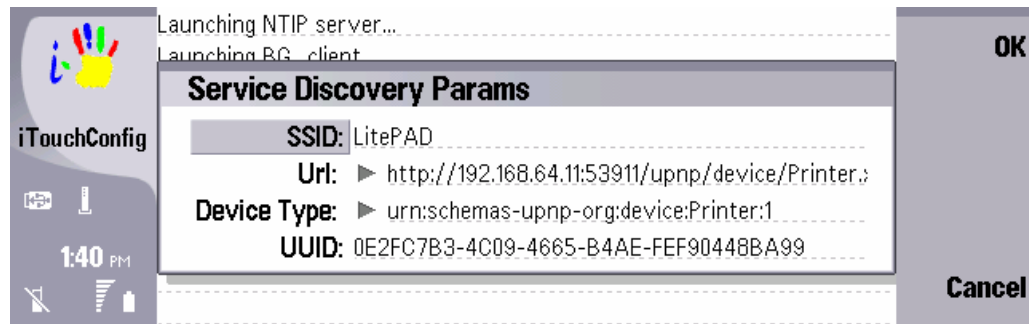 Launching NTIP server...
Launching BG_client
OK
Service Discovery Params
iTouchConfig
SSID: LitePAD
Url: http://192.168.64.11:53911/upnp/device/Printer.x
Device Type: urn:schemas-upnp-org:device:Printer:1
UUID: 0E2FC7B3-4C09-4665-B4AE-FEF90448BA99
1:40 PM
Cancel